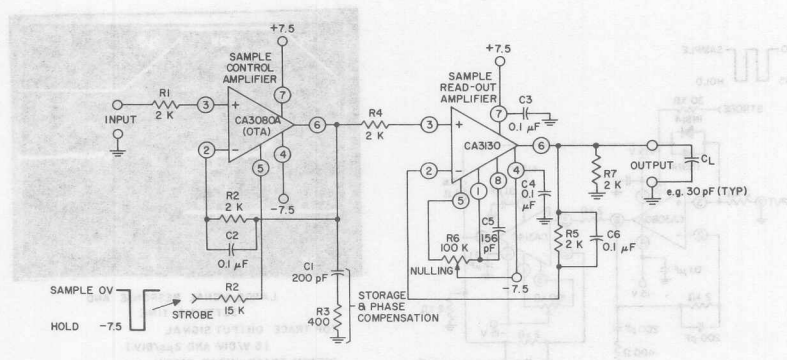 +7.5
SAMPLE
CONTROL
AMPLIFIER
7
R1
2 K
3
+
INPUT
CA3080A
(OTA)
6
2
−
5
4
-7.5
R2
2 K
C2
0.1 µF
C1
200 pF
R3
400
STORAGE
& PHASE
COMPENSATION
SAMPLE 0V
HOLD -7.5
STROBE
R2
15 K
R4
2 K
+7.5
SAMPLE
READ-OUT
AMPLIFIER
7
C3
0.1 µF
3
+
CA3130
6
2
−
5
1
8
4
C4
0.1
µF
C5
156
pF
R6
100 K
NULLING
-7.5
R5
2 K
C6
0.1 µF
R7
2 K
OUTPUT
CL
e.g. 30 pF (TYP)